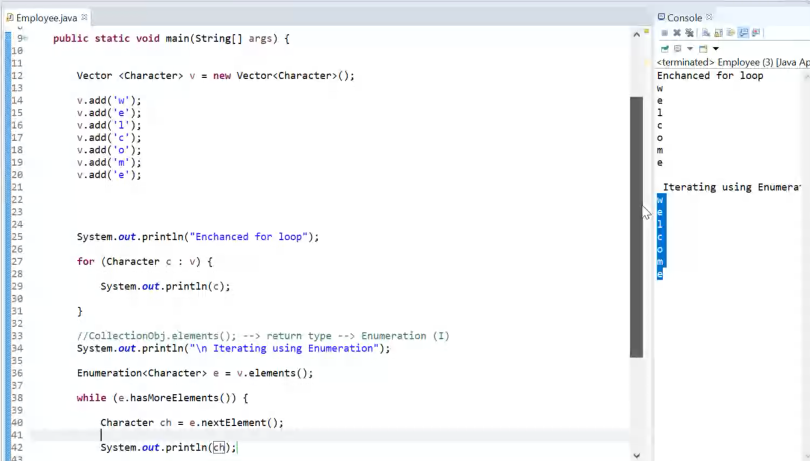 Employee.java
9 public static void main(String[] args) {
10
11
12 Vector <Character> v = new Vector<Character>();
13
14 v.add('w');
15 v.add('e');
16 v.add('l');
17 v.add('c');
18 v.add('o');
19 v.add('m');
20 v.add('e');
21
22
23
24
25 System.out.println("Enchanced for loop");
26
27 for (Character c : v) {
28
29 System.out.println(c);
30
31 }
32
33 //CollectionObj.elements(); --> return type --> Enumeration (I)
34 System.out.println("\n Iterating using Enumeration");
35
36 Enumeration<Character> e = v.elements();
37
38 while (e.hasMoreElements()) {
39
40 Character ch = e.nextElement();
41
42 System.out.println(ch);
43
Console
<terminated> Employee (3) [Java Ap
Enchanced for loop
w
e
l
c
o
m
e
Iterating using Enumerat
w
e
l
c
o
m
e